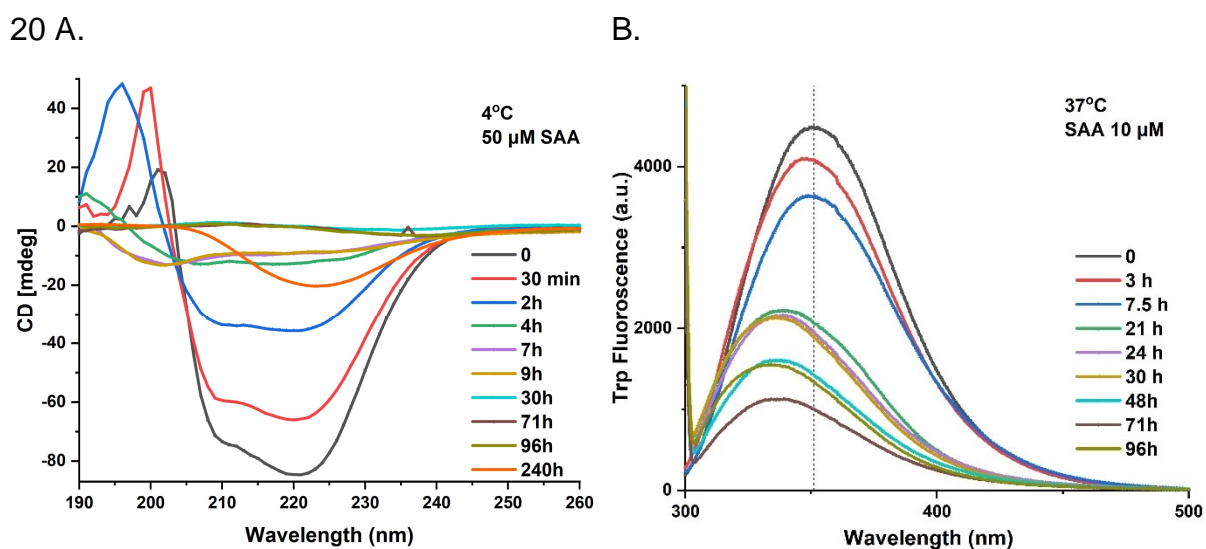 20 A.
B.
4°C
50 µM SAA
CD [mdeg]
40
20
0
-20
-40
-60
-80
190 200 210 220 230 240 250 260
Wavelength (nm)
0
30 min
2h
4h
7h
9h
30h
71h
96h
240h
37°C
SAA 10 µM
Trp Fluoroscence (a.u.)
4000
2000
0
300 400 500
Wavelength (nm)
0
3 h
7.5 h
21 h
24 h
30 h
48h
71h
96h